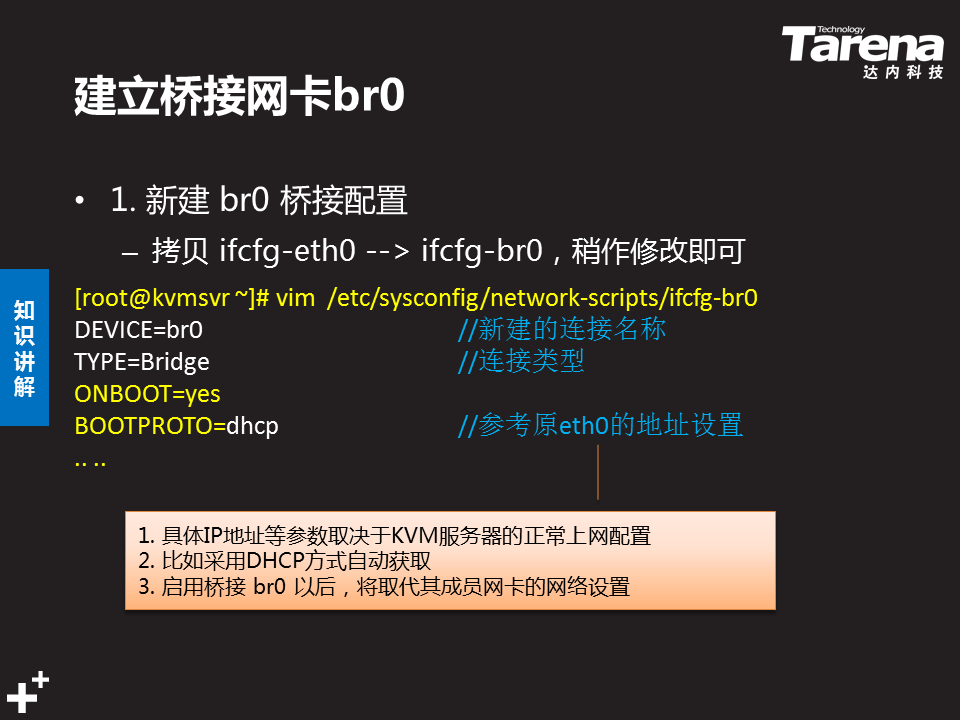 Technology
Tarena
达内科技
建立桥接网卡br0
• 1. 新建 br0 桥接配置
– 拷贝 ifcfg-eth0 --> ifcfg-br0，稍作修改即可
知识讲解
[root@kvmsvr ~]# vim /etc/sysconfig/network-scripts/ifcfg-br0
DEVICE=br0 //新建的连接名称
TYPE=Bridge //连接类型
ONBOOT=yes
BOOTPROTO=dhcp //参考原eth0的地址设置
.. ..
1. 具体IP地址等参数取决于KVM服务器的正常上网配置
2. 比如采用DHCP方式自动获取
3. 启用桥接 br0 以后，将取代其成员网卡的网络设置